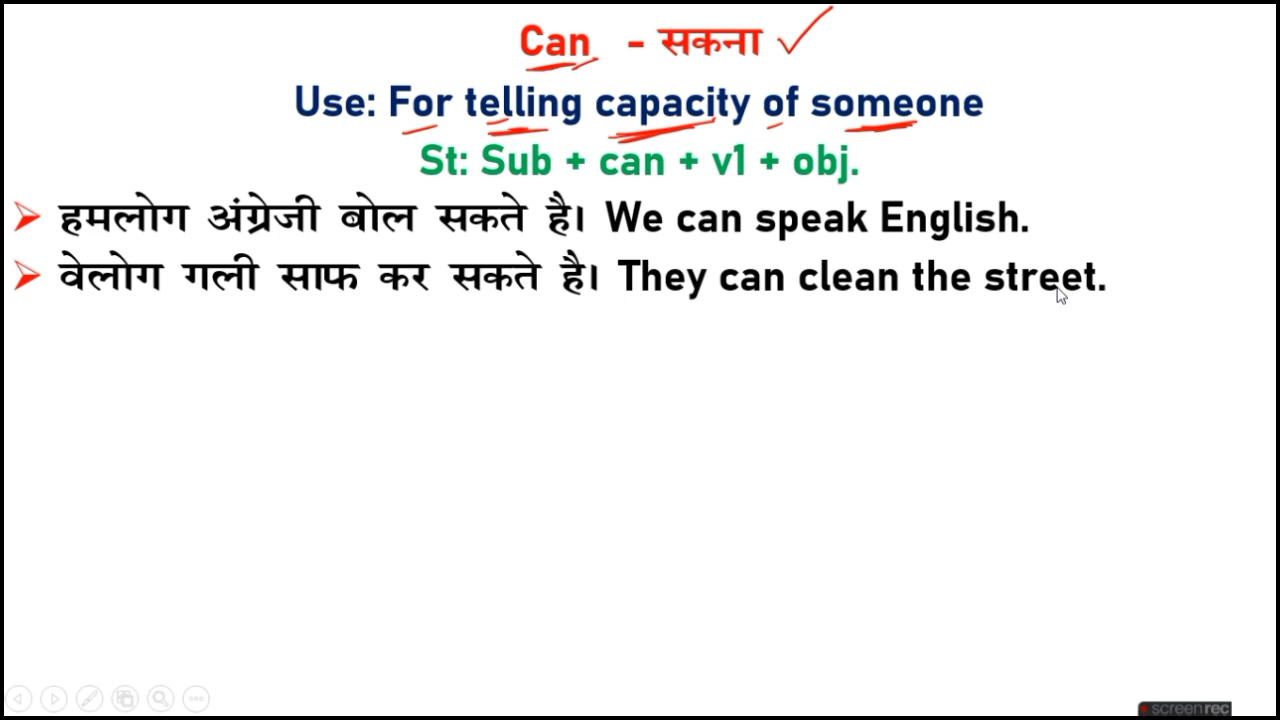 Can - सकना
Use: For telling capacity of someone
St: Sub + can + v1 + obj.
हमलोग अंग्रेजी बोल सकते है। We can speak English.
वेलोग गली साफ कर सकते है। They can clean the street.
screenrec